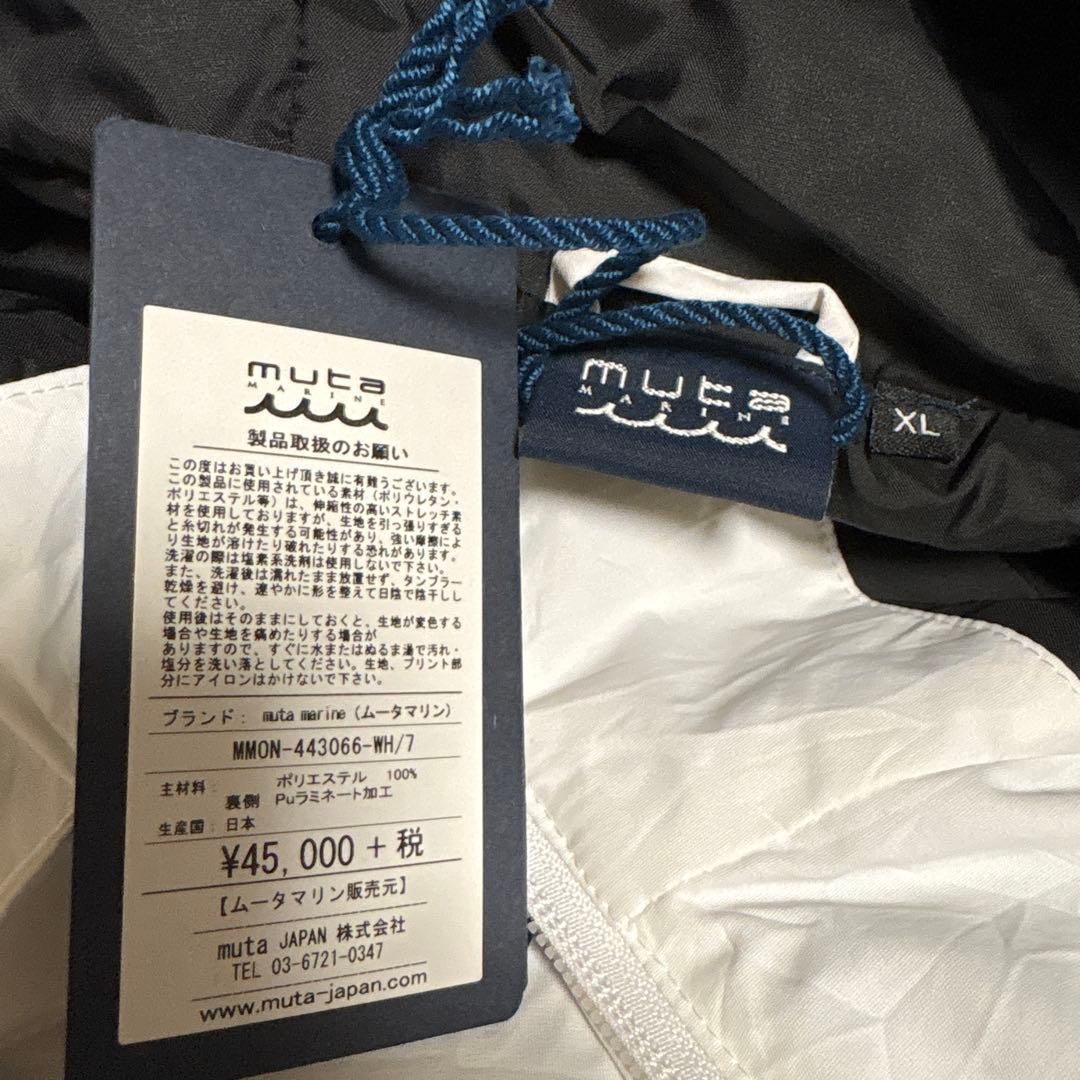 muta
MARINE
製品取扱のお願い
この度はお買い上げ頂き誠に有難うございます。
この製品に使用されている素材（ポリウレタン・
ポリエステル等）は、伸縮性の高いストレッチ素
材を使用しておりますが、生地を引っ張りすぎる
と糸切れが発生する可能性があり、強い摩擦によ
り生地が溶けたり破れたりする恐れがあります。
洗濯の際は塩素系洗剤は使用しないで下さい。
また、洗濯後は濡れたまま放置せず、タンブラー
乾燥を避け、速やかに形を整えて日陰で陰干しし
てください。
使用後はそのままにしておくと、生地が変色する
場合や生地を痛めたりする場合が
ありますので、すぐに水またはぬるま湯で汚れ・
塩分を洗い落としてください。生地、プリント部
分にアイロンはかけないで下さい。
ブランド： muta marine（ムータマリン）
MMON-443066-WH/7
主材料： ポリエステル 100%
裏側 Puラミネート加工
生産国： 日本
¥45,000 + 税
【ムータマリン販売元】
muta JAPAN 株式会社
TEL 03-6721-0347
www.muta-japan.com
muta
MARINE
XL